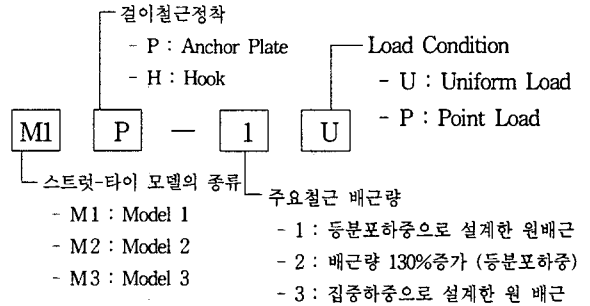 걸이철근정착
- P : Anchor Plate
- H : Hook
Load Condition
- U : Uniform Load
- P : Point Load
M1 P - 1 U
스트럿-타이 모델의 종류
- M1 : Model 1
- M2 : Model 2
- M3 : Model 3
주요철근 배근량
- 1 : 등분포하중으로 설계한 원배근
- 2 : 배근량 130%증가 (등분포하중)
- 3 : 집중하중으로 설계한 원 배근